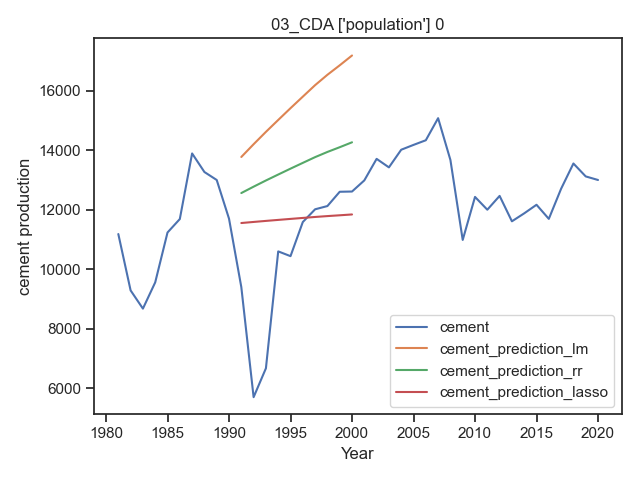 03_CDA ['population'] 0
cement production
16000
14000
12000
10000
8000
6000
1980
1985
1990
1995
2000
2005
2010
2015
2020
Year
cement
cement_prediction_lm
cement_prediction_rr
cement_prediction_lasso